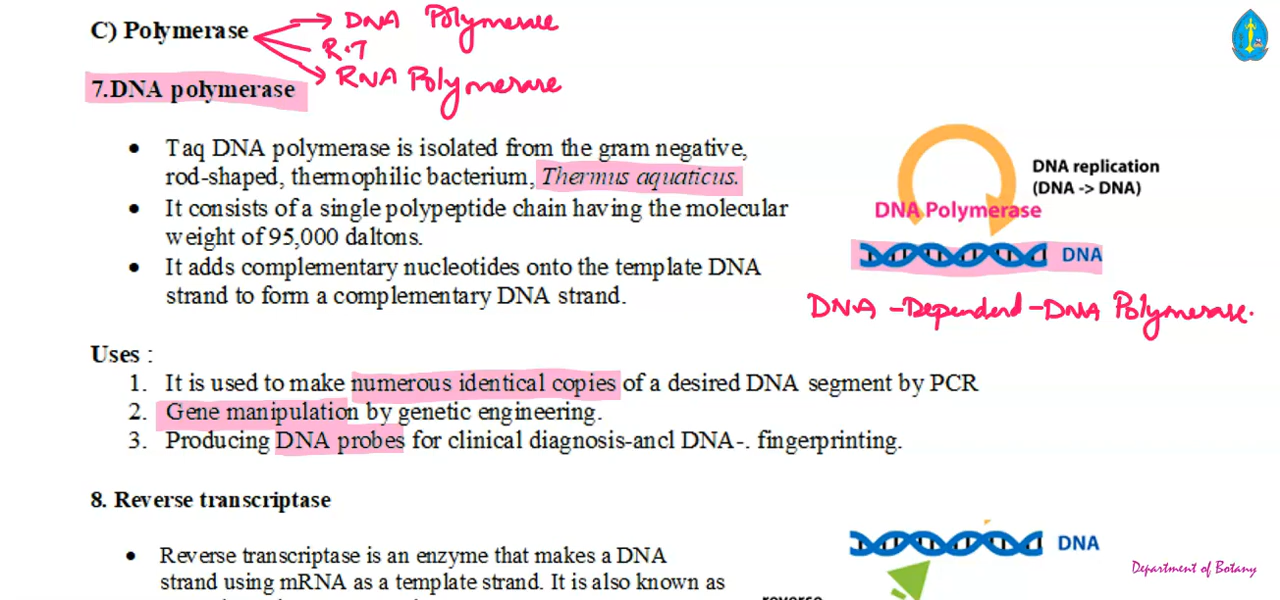 C) Polymerase
DNA Polymerase
R.T
RNA Polymerase
7.DNA polymerase
• Taq DNA polymerase is isolated from the gram negative,
rod-shaped, thermophilic bacterium, Thermus aquaticus.
• It consists of a single polypeptide chain having the molecular
weight of 95,000 daltons.
• It adds complementary nucleotides onto the template DNA
strand to form a complementary DNA strand.
DNA replication
(DNA -> DNA)
DNA Polymerase
DNA
DNA -Dependend -DNA Polymerase.
Uses :
1. It is used to make numerous identical copies of a desired DNA segment by PCR
2. Gene manipulation by genetic engineering.
3. Producing DNA probes for clinical diagnosis-ancl DNA-. fingerprinting.
8. Reverse transcriptase
• Reverse transcriptase is an enzyme that makes a DNA
strand using mRNA as a template strand. It is also known as
DNA
reverse
Department of Botany